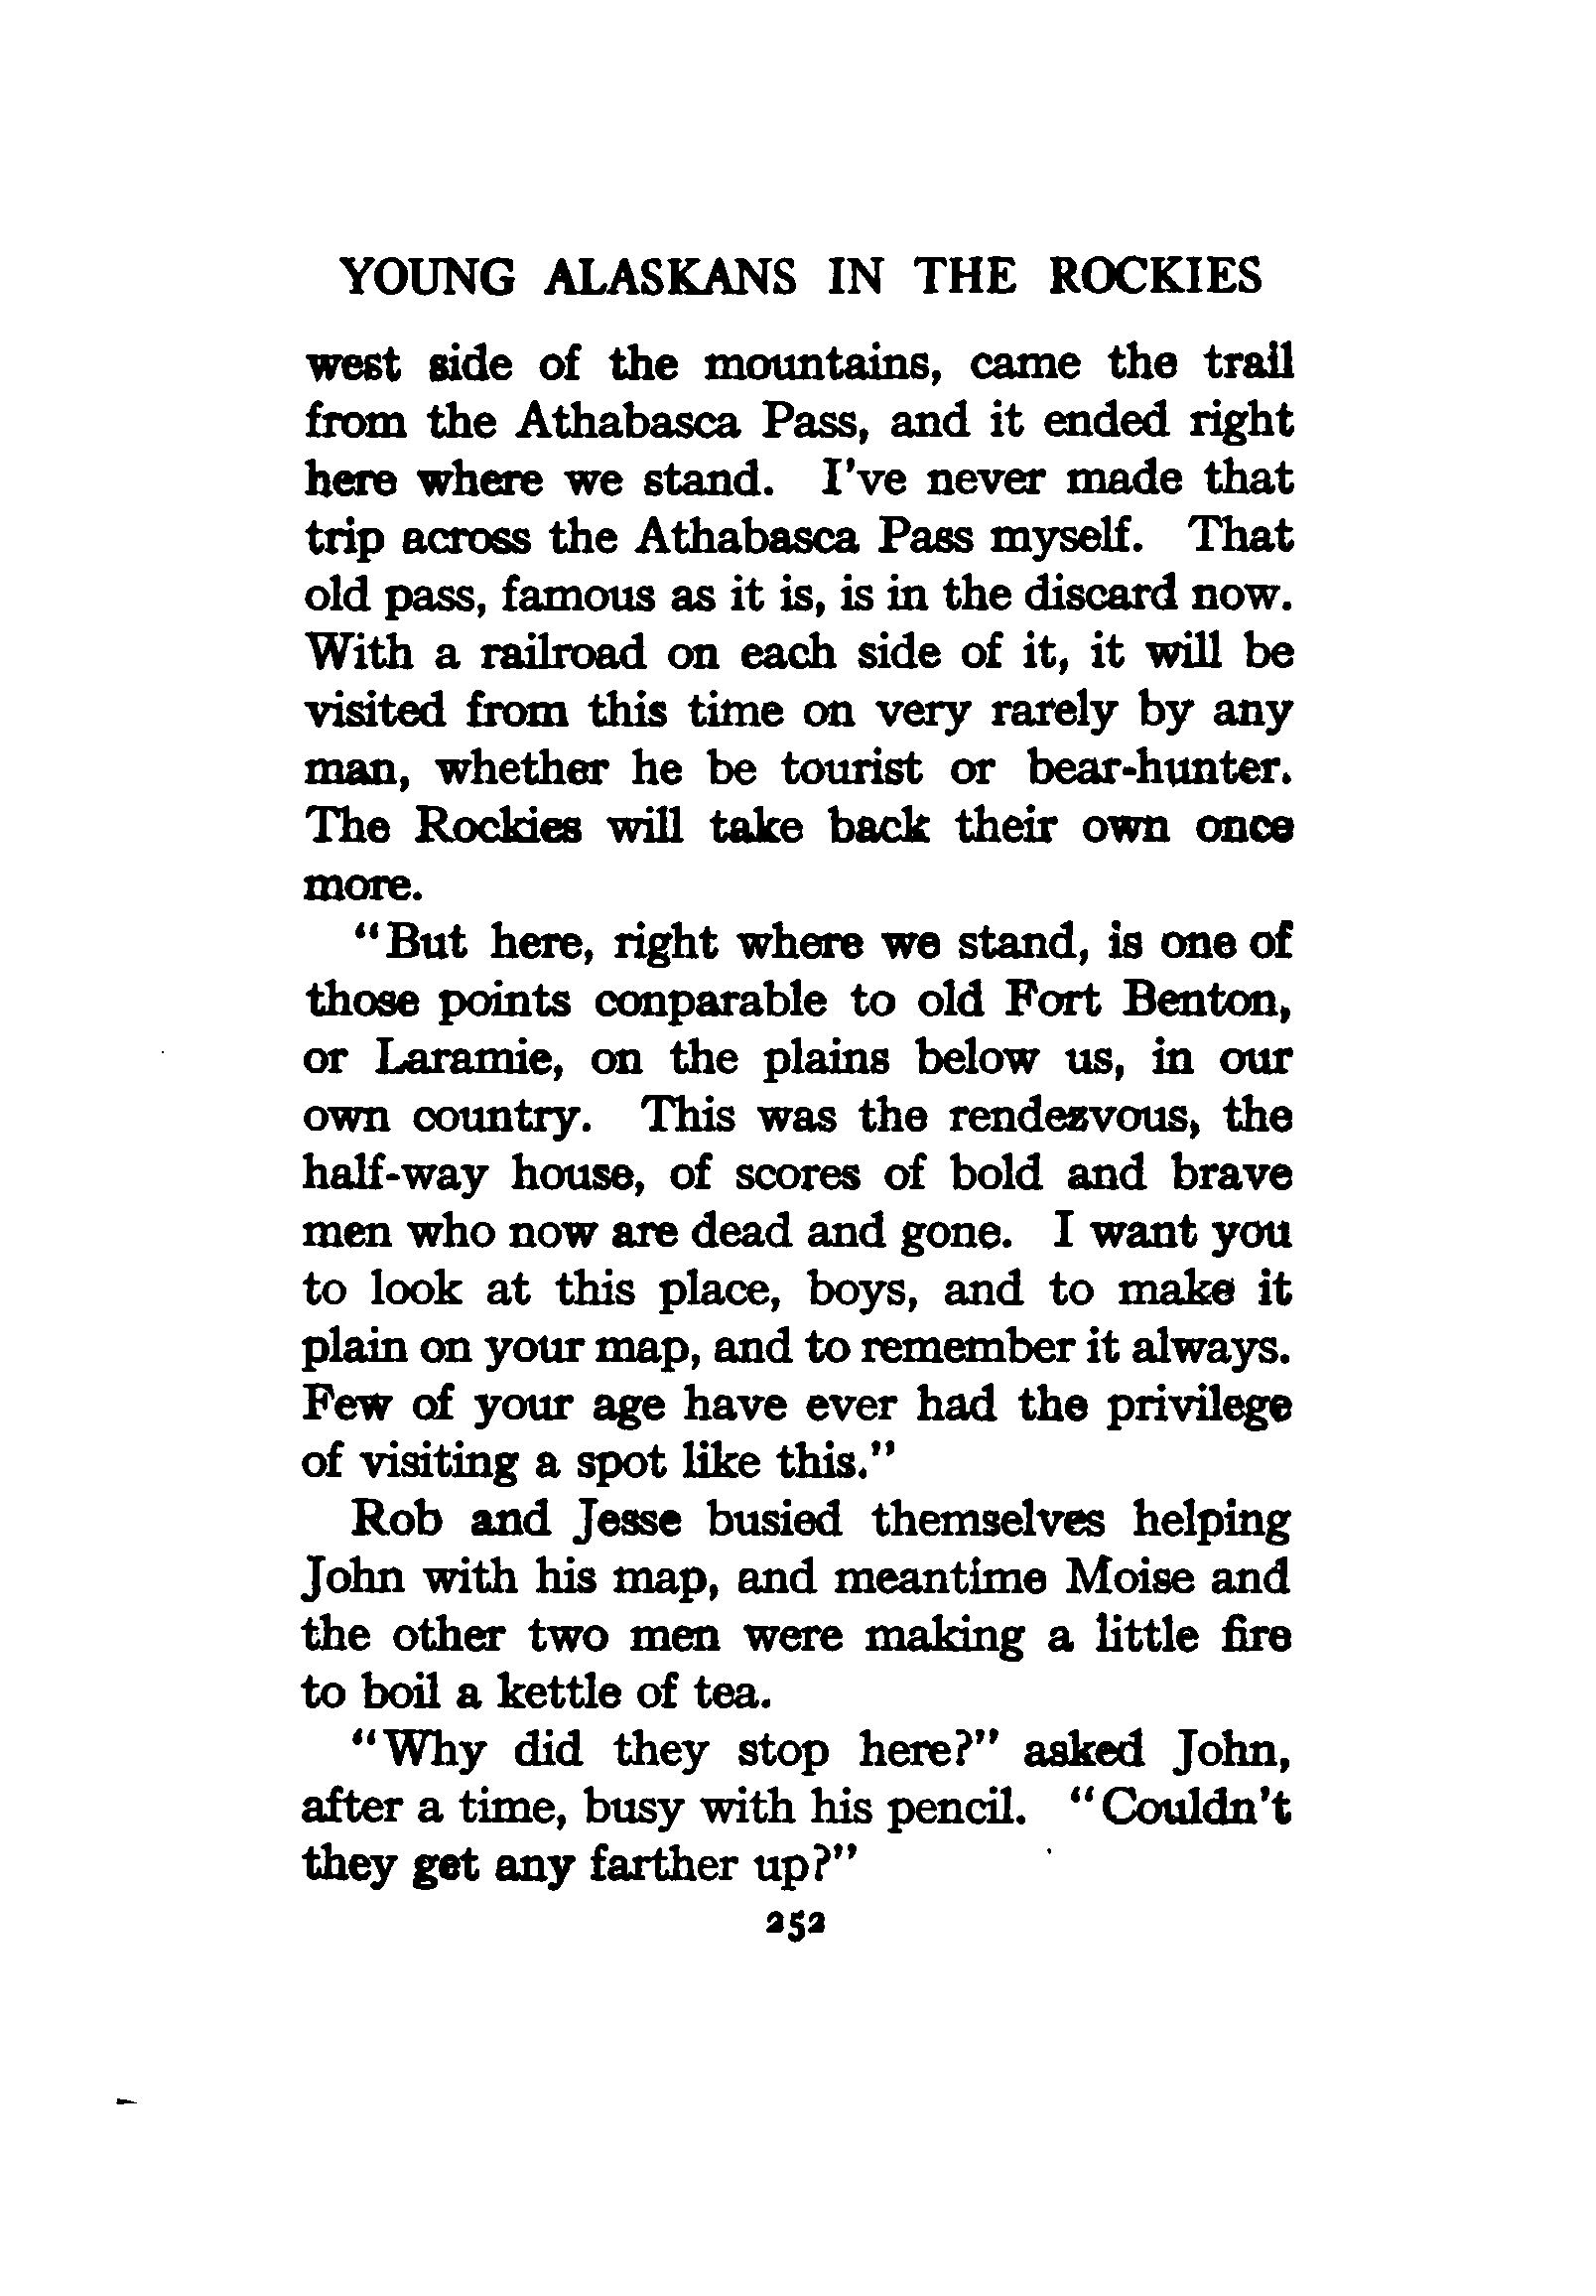 YOUNG ALASKANS IN THE ROCKIES
west side of the mountains, came the trail
from the Athabasca Pass, and it ended right
here where we stand. I've never made that
trip across the Athabasca Pass myself. That
old pass, famous as it is, is in the discard now.
With a railroad on each side of it, it will be
visited from this time on very rarely by any
man, whether he be tourist or bear-hunter.
The Rockies will take back their own once
more.
"But here, right where we stand, is one of
those points conparable to old Fort Benton,
or Laramie, on the plains below us, in our
own country. This was the rendezvous, the
half-way house, of scores of bold and brave
men who now are dead and gone. I want you
to look at this place, boys, and to make it
plain on your map, and to remember it always.
Few of your age have ever had the privilege
of visiting a spot like this."
Rob and Jesse busied themselves helping
John with his map, and meantime Moise and
the other two men were making a little fire
to boil a kettle of tea.
"Why did they stop here?" asked John,
after a time, busy with his pencil. "Couldn't
they get any farther up?"
252